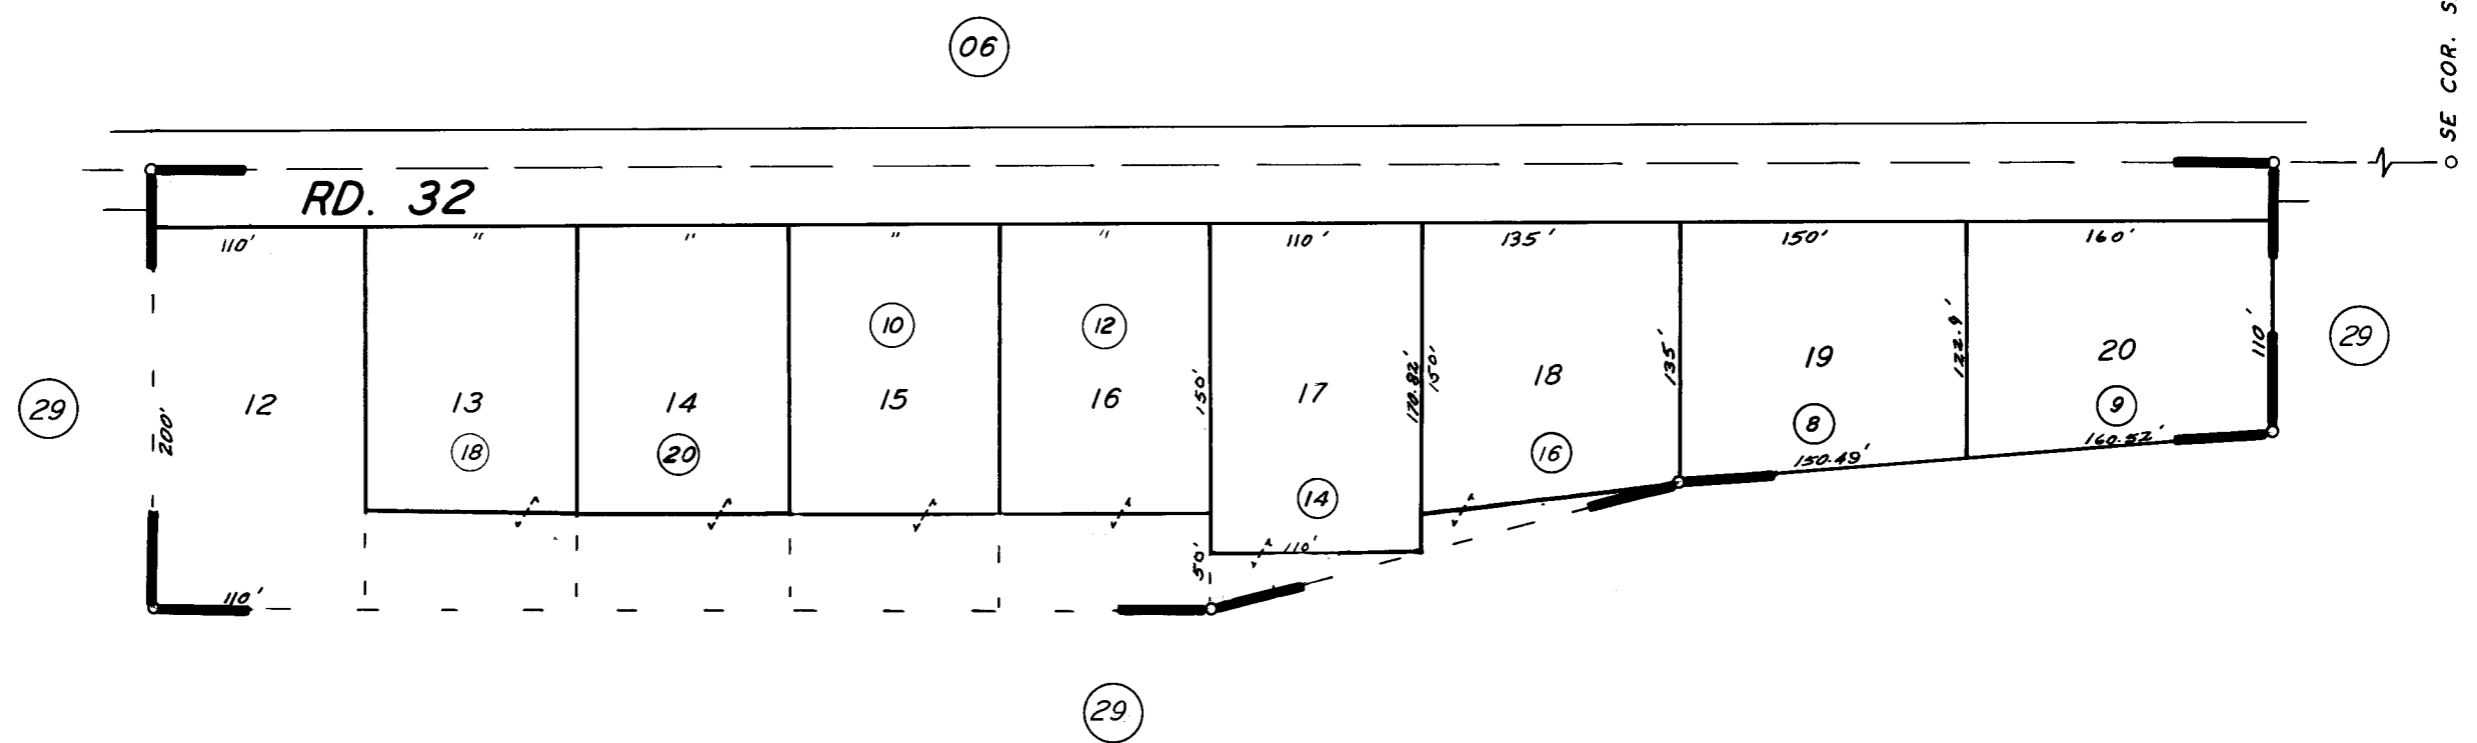 06
SE COR. S
RD. 32
110' " " " " 110' 135' 150' 160'
10 12
200' 150' 170.82' 150' 135' 122.9' 110'
29 12 13 14 15 16 17 18 19 20 29
18 20 14 16 8 9
150.49' 160.52'
50' 110'
110'
29